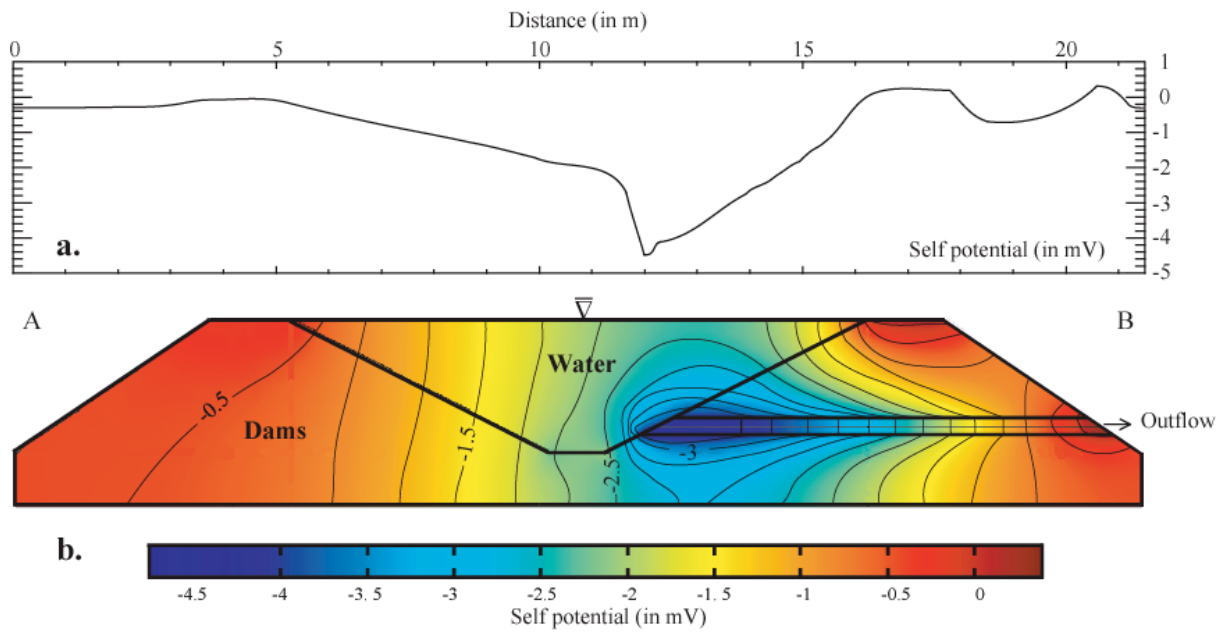 Distance (in m)
0 5 10 15 20
1
0
-1
-2
-3
-4
-5
a.
Self potential (in mV)
A
∇
B
Water
-0.5
Dams
-1.5
-2.5
-3
Outflow
b.
-4.5 -4 -3. 5 -3 -2.5 -2 -1.5 -1 -0.5 0
Self potential (in mV)